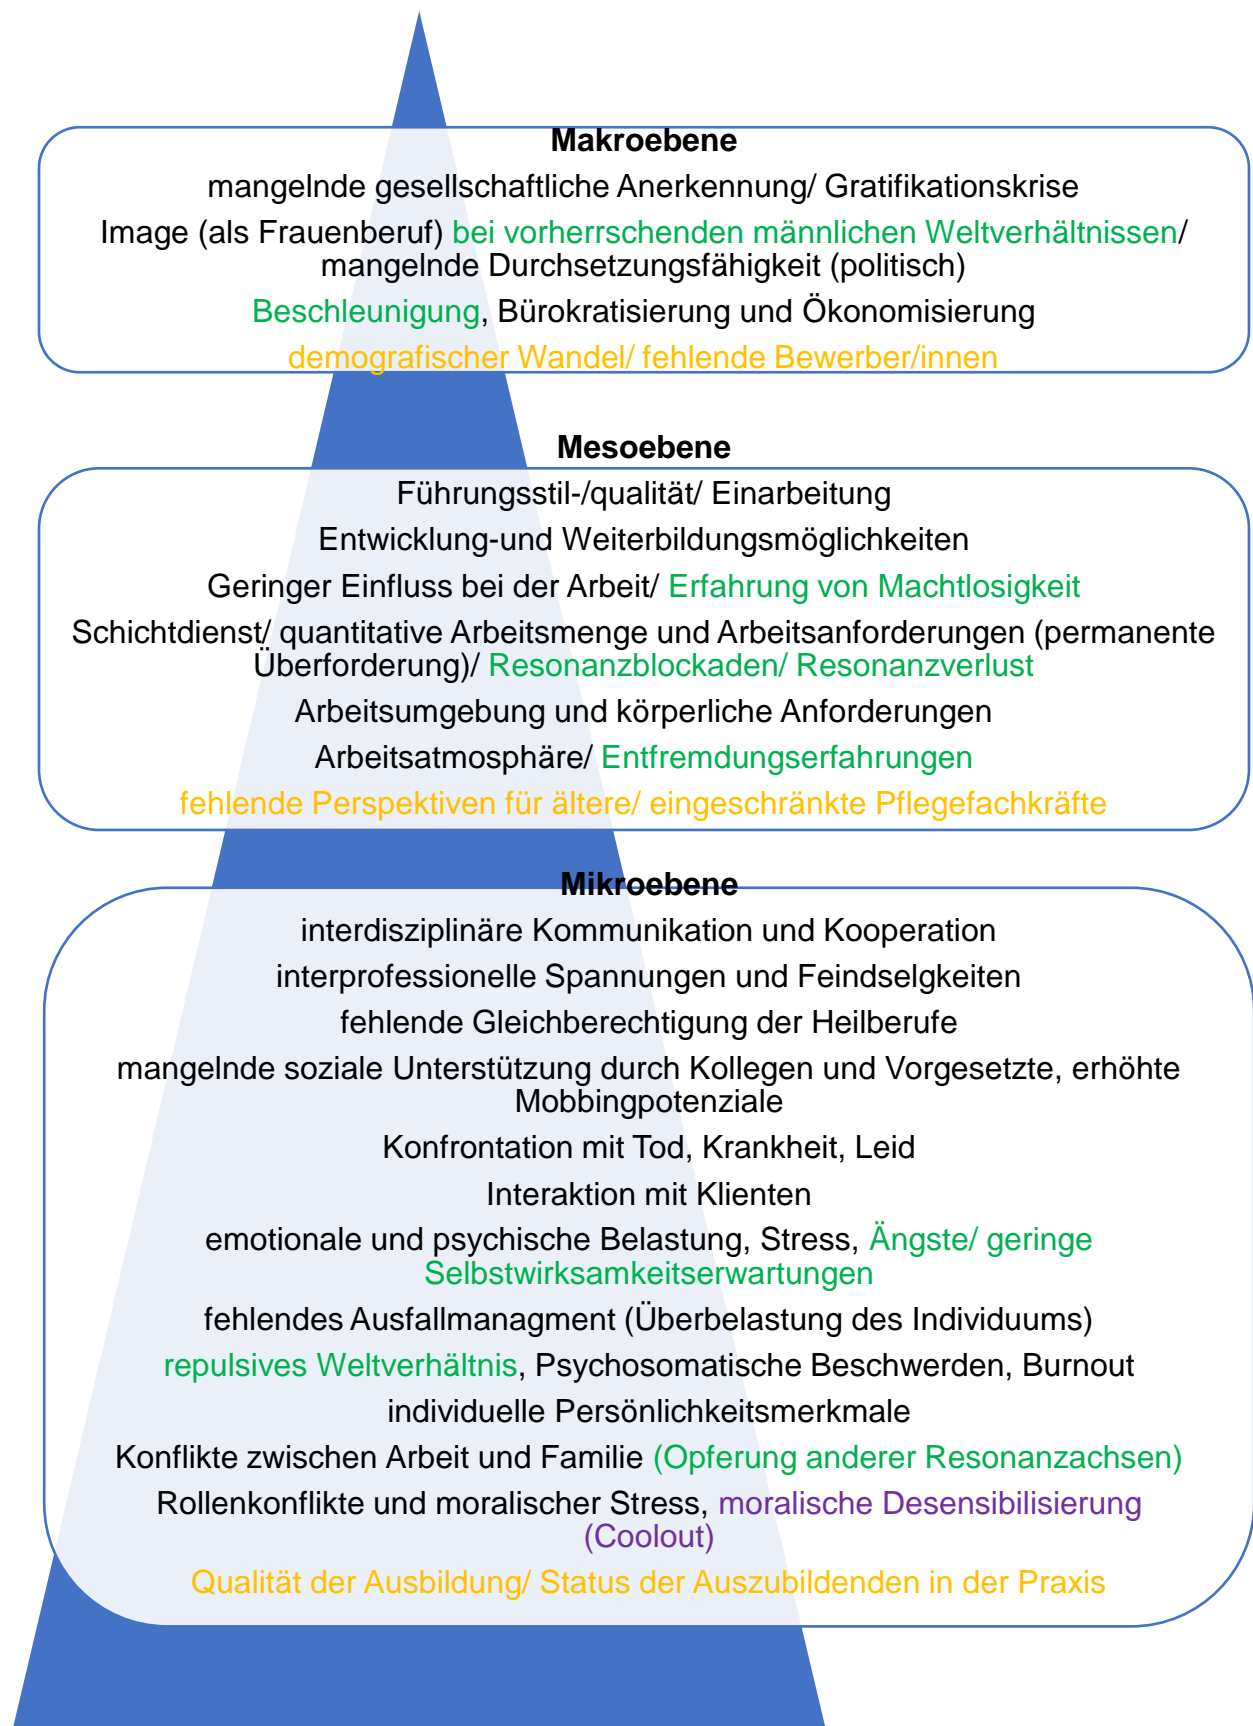 Makroebene
mangelnde gesellschaftliche Anerkennung/ Gratifikationskrise
Image (als Frauenberuf) bei vorherrschenden männlichen Weltverhältnissen/
mangelnde Durchsetzungsfähigkeit (politisch)
Beschleunigung, Bürokratisierung und Ökonomisierung
demografischer Wandel/ fehlende Bewerber/innen
Mesoebene
Führungsstil-/qualität/ Einarbeitung
Entwicklung-und Weiterbildungsmöglichkeiten
Geringer Einfluss bei der Arbeit/ Erfahrung von Machtlosigkeit
Schichtdienst/ quantitative Arbeitsmenge und Arbeitsanforderungen (permanente
Überforderung)/ Resonanzblockaden/ Resonanzverlust
Arbeitsumgebung und körperliche Anforderungen
Arbeitsatmosphäre/ Entfremdungserfahrungen
fehlende Perspektiven für ältere/ eingeschränkte Pflegefachkräfte
Mikroebene
interdisziplinäre Kommunikation und Kooperation
interprofessionelle Spannungen und Feindselgkeiten
fehlende Gleichberechtigung der Heilberufe
mangelnde soziale Unterstützung durch Kollegen und Vorgesetzte, erhöhte
Mobbingpotenziale
Konfrontation mit Tod, Krankheit, Leid
Interaktion mit Klienten
emotionale und psychische Belastung, Stress, Ängste/ geringe
Selbstwirksamkeitserwartungen
fehlendes Ausfallmanagment (Überbelastung des Individuums)
repulsives Weltverhältnis, Psychosomatische Beschwerden, Burnout
individuelle Persönlichkeitsmerkmale
Konflikte zwischen Arbeit und Familie (Opferung anderer Resonanzachsen)
Rollenkonflikte und moralischer Stress, moralische Desensibilisierung
(Coolout)
Qualität der Ausbildung/ Status der Auszubildenden in der Praxis